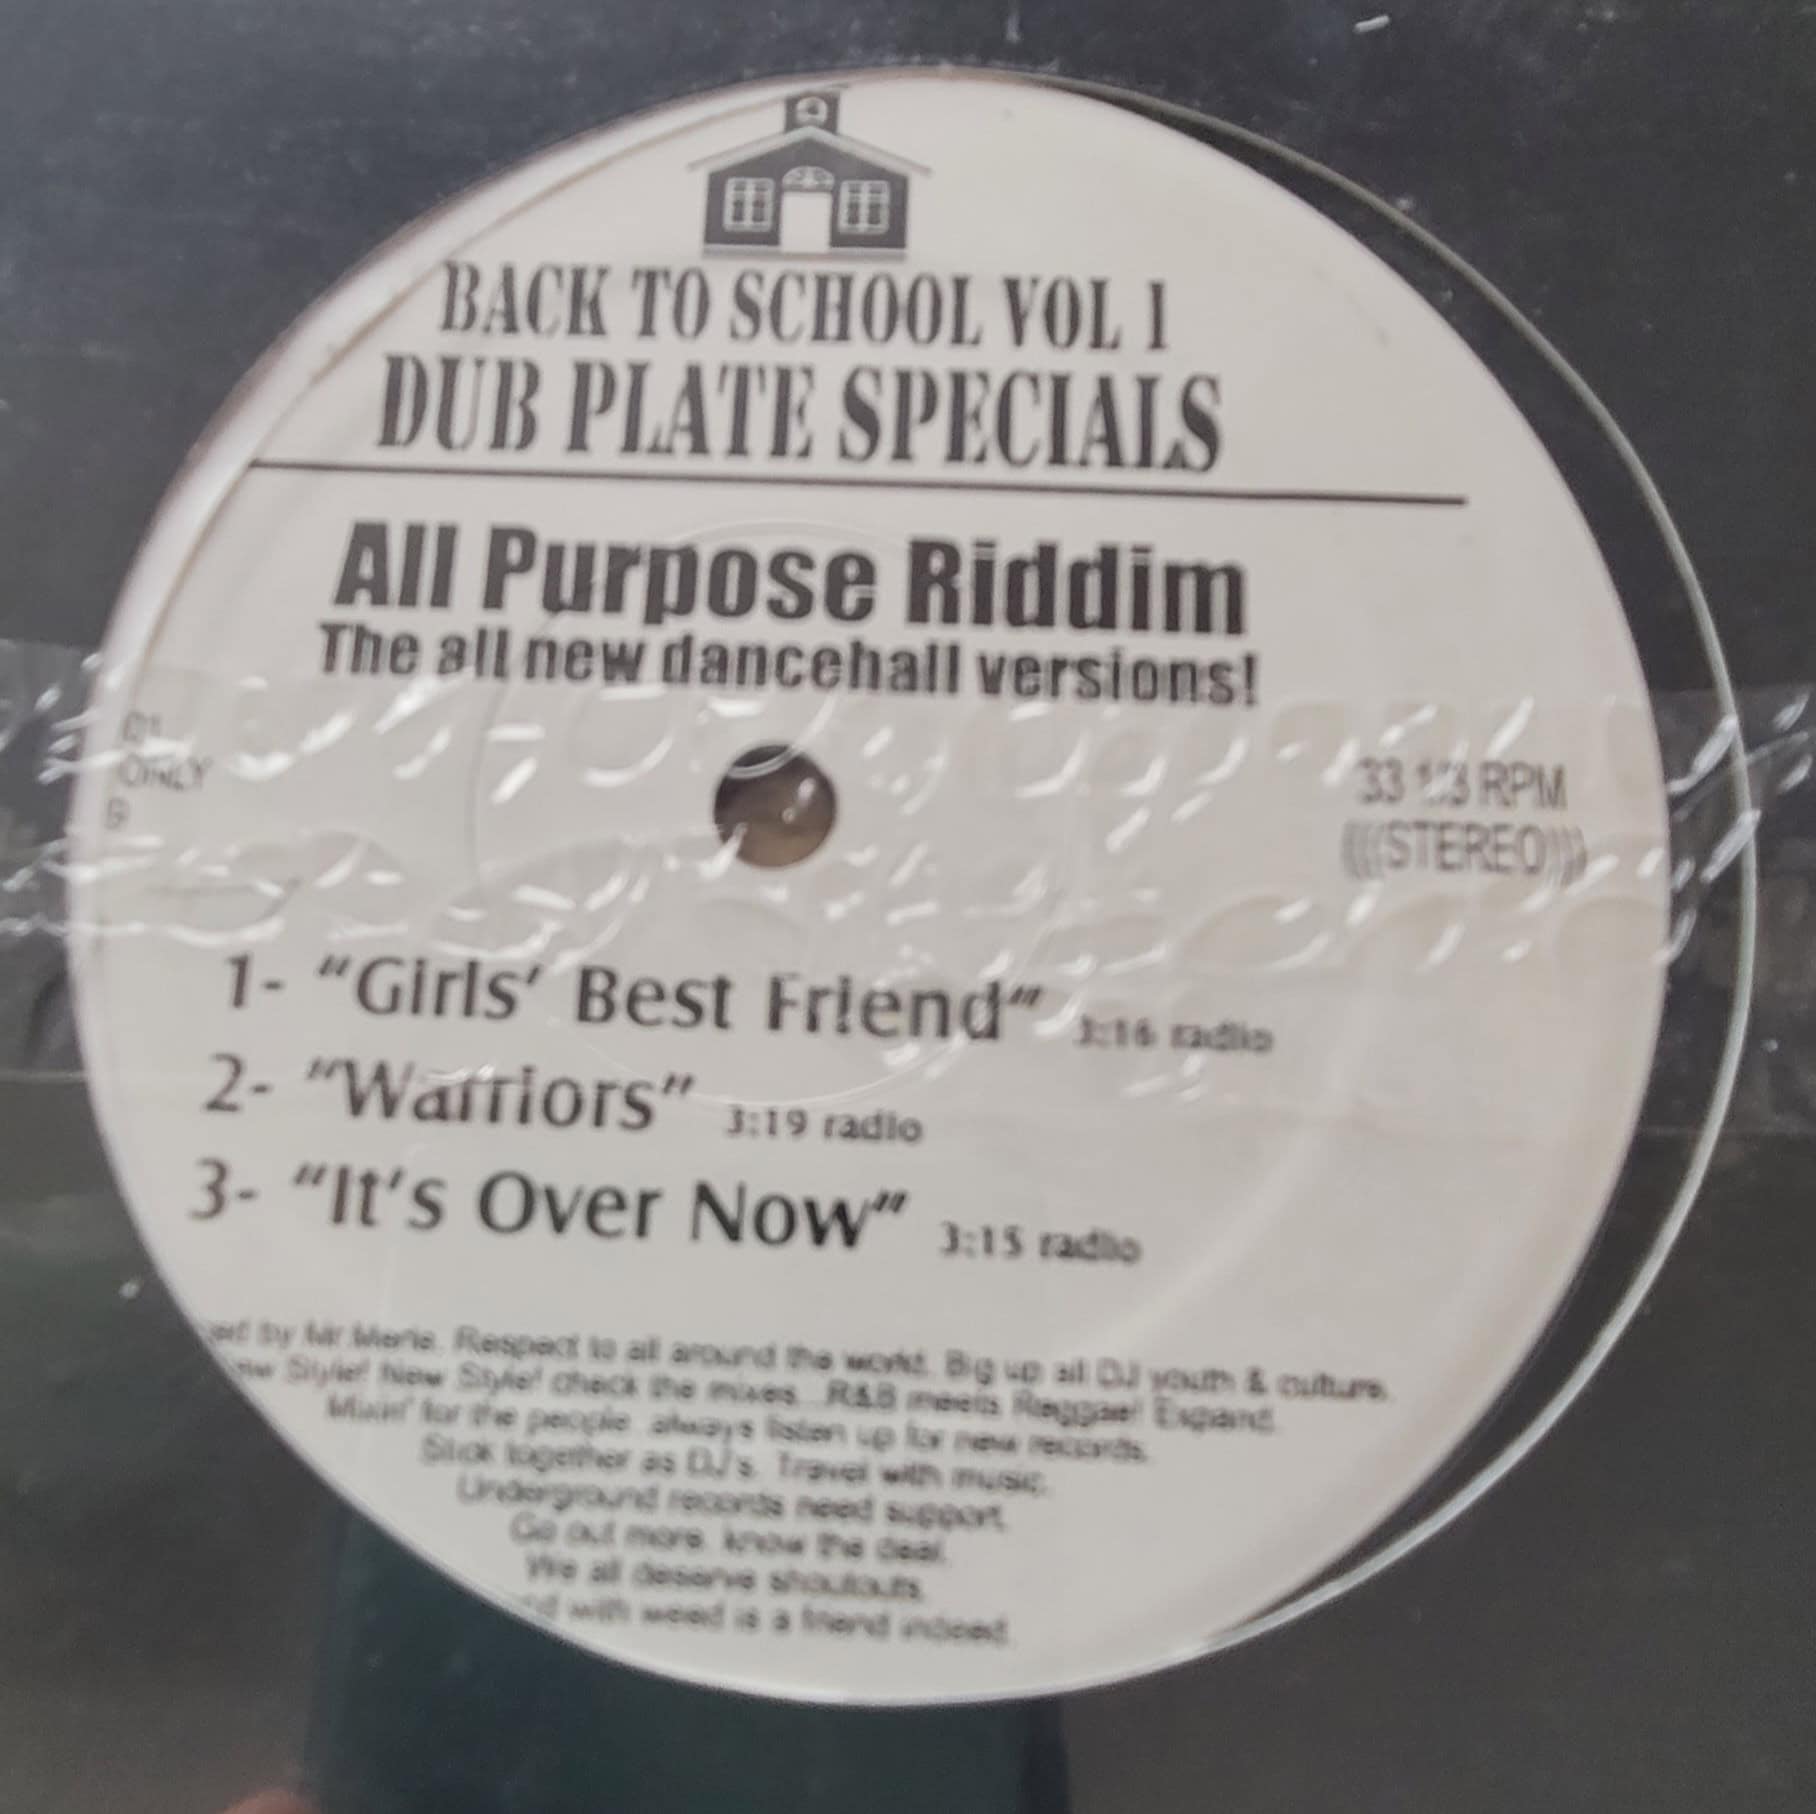 BACK TO SCHOOL VOL 1
DUB PLATE SPECIALS
All Purpose Riddim
The all new dancehall versions!
ONLY
33 1/3 RPM
(((STEREO)))
1- "Girls' Best Friend" 3:16 radio
2- "Warriors" 3:19 radio
3- "It's Over Now" 3:15 radio
by Mr. Merle. Respect to all around the world. Big up all DJ youth & culture.
Style! New Style! check the mixes...R&B meets Reggae! Expand.
Mixin' for the people. always listen up for new records.
Stick together as DJ's. Travel with music.
Underground records need support.
Go out more. know the deal.
We all deserve shoutouts.
with weed is a friend indeed.